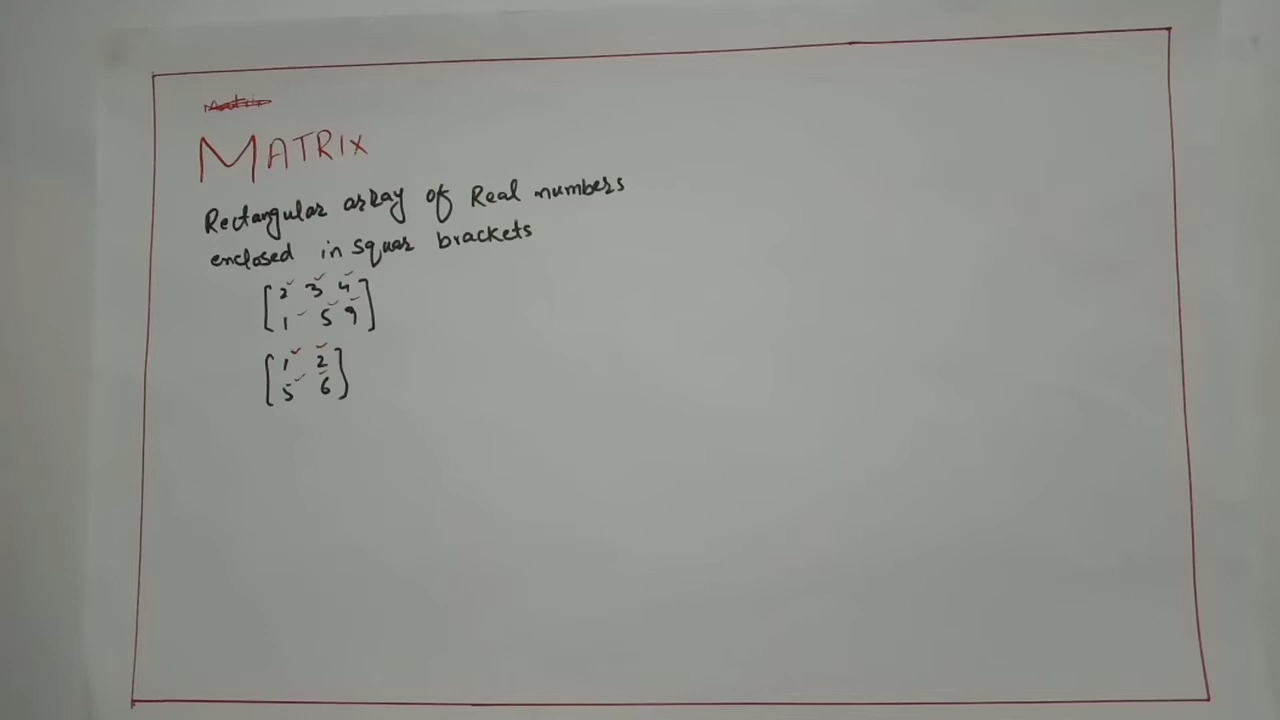 MATRIX
Rectangular array of Real numbers
enclosed in squar brackets
[2 3 4
1 5 9]
[1 2
5 6]